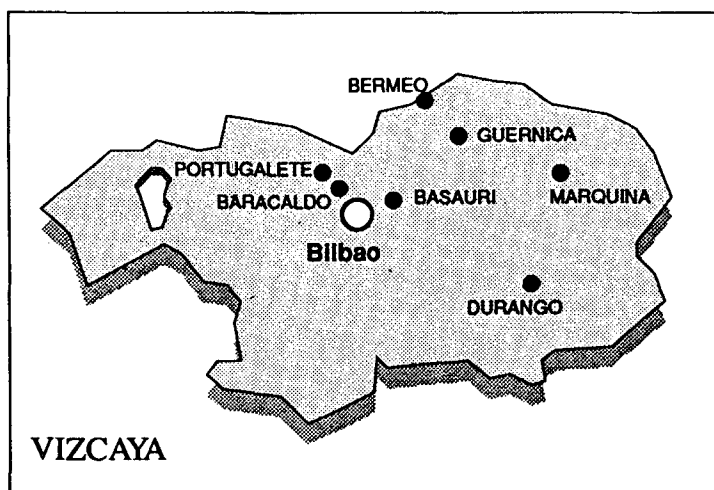 BERMEO
GUERNICA
PORTUGALETE
MARQUINA
BARACALDO
BASAURI
Bilbao
DURANGO
VIZCAYA